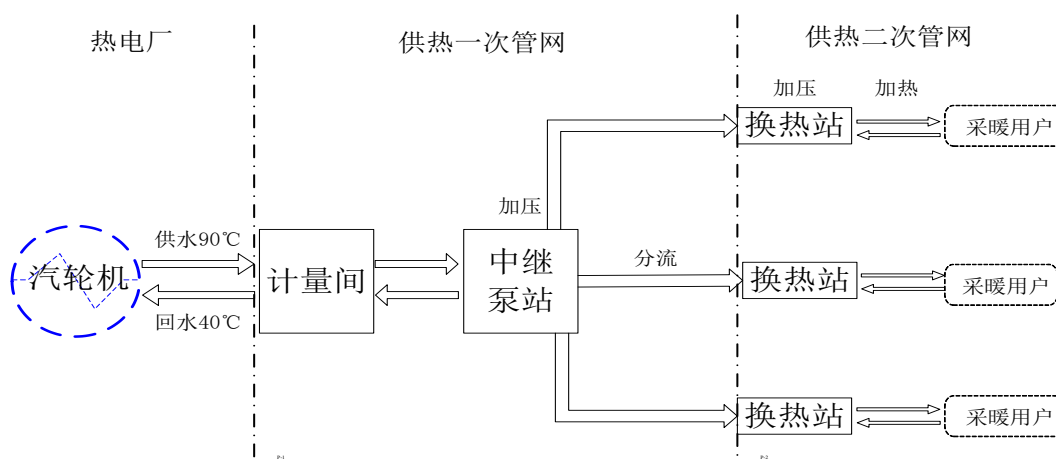 热电厂
供热一次管网
供热二次管网
加压
加热
换热站
采暖用户
加压
供水90℃
汽轮机
计量间
中继
泵站
分流
换热站
采暖用户
回水40℃
换热站
采暖用户